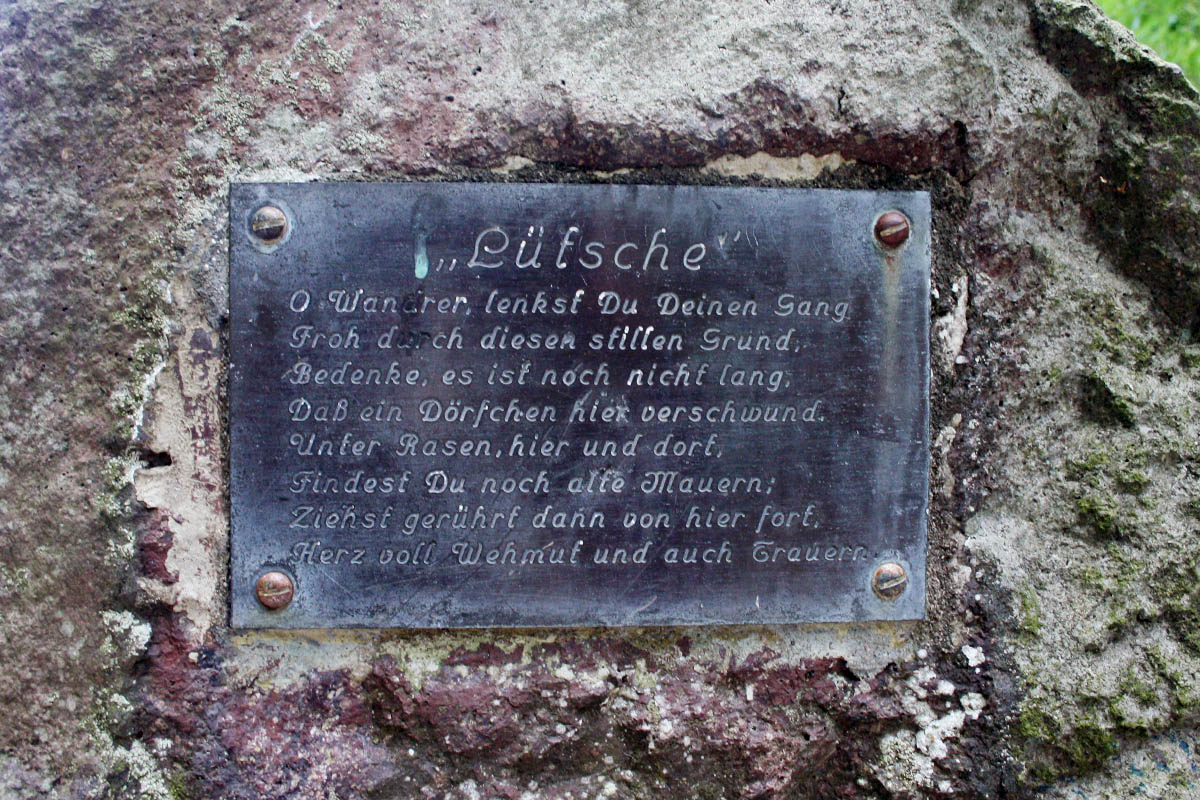 „Lütsche"
O Wandrer, lenkst Du Deinen Gang
Froh durch diesen stillen Grund,
Bedenke, es ist noch nicht lang,
Daß ein Dörfchen hier verschwund.
Unter Rasen, hier und dort,
Findest Du noch alte Mauern;
Ziehst gerührt dann von hier fort,
Herz voll Wehmut und auch Trauern.